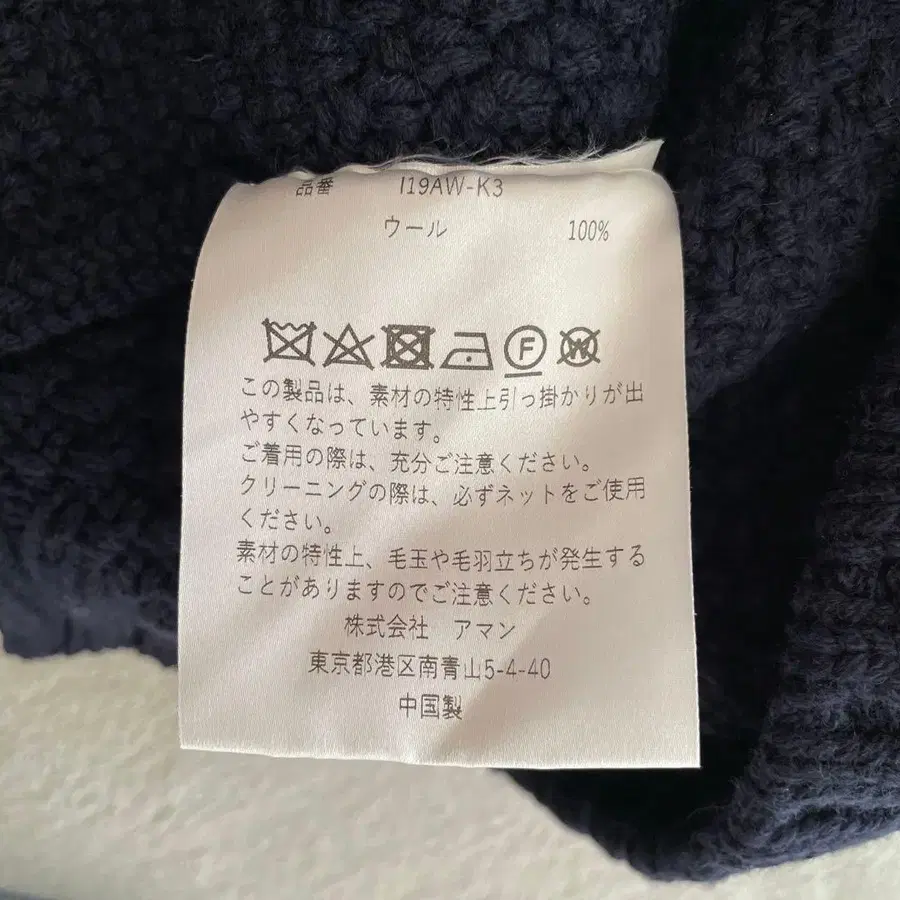 品番 I19AW-K3
ウール 100%
F W
この製品は、素材の特性上引っ掛かりが出
やすくなっています。
ご着用の際は、充分ご注意ください。
クリーニングの際は、必ずネットをご使用
ください。
素材の特性上、毛玉や毛羽立ちが発生する
ことがありますのでご注意ください。
株式会社 アマン
東京都港区南青山5-4-40
中国製